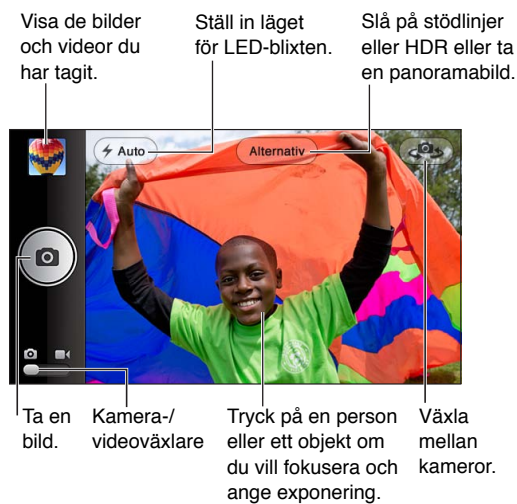 Visa de bilder
och videor du
har tagit.
Ställ in läget
för LED-blixten.
Slå på stödlinjer
eller HDR eller ta
en panoramabild.
Auto
Alternativ
Ta en
bild.
Kamera-/
videoväxlare
Tryck på en person
eller ett objekt om
du vill fokusera och
ange exponering.
Växla
mellan
kameror.